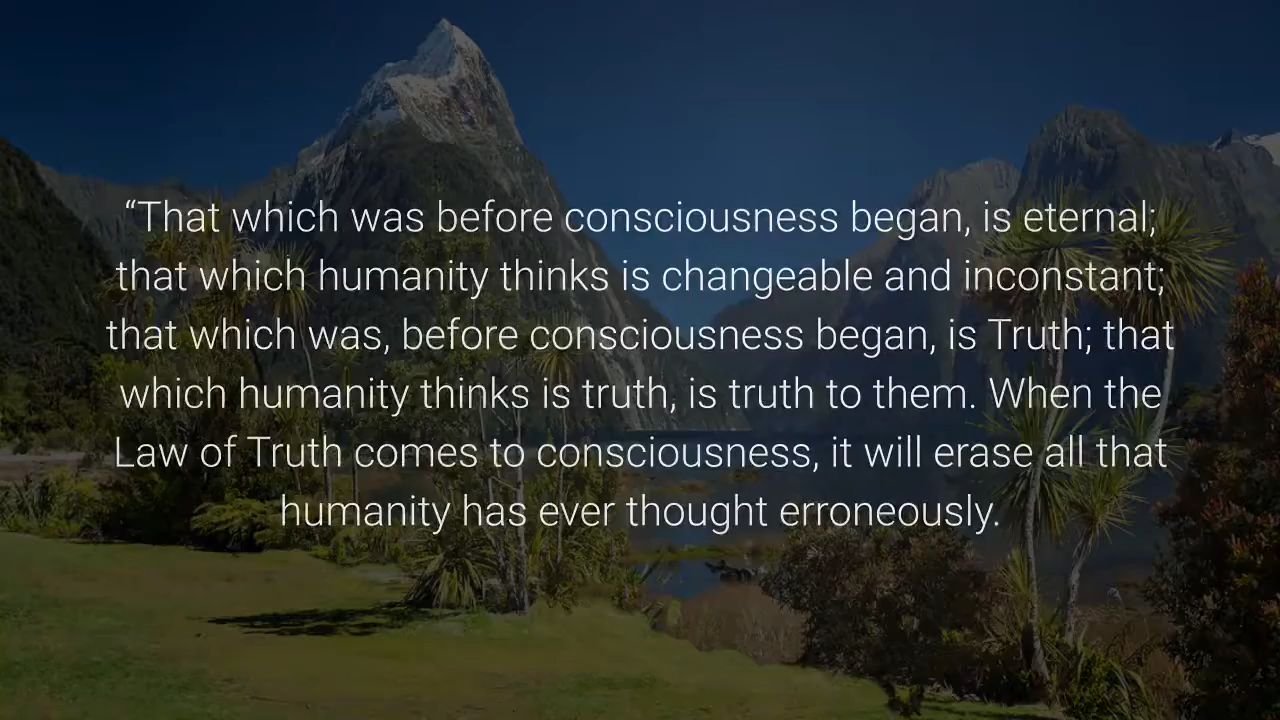 “That which was before consciousness began, is eternal;
that which humanity thinks is changeable and inconstant;
that which was, before consciousness began, is Truth; that
which humanity thinks is truth, is truth to them. When the
Law of Truth comes to consciousness, it will erase all that
humanity has ever thought erroneously.